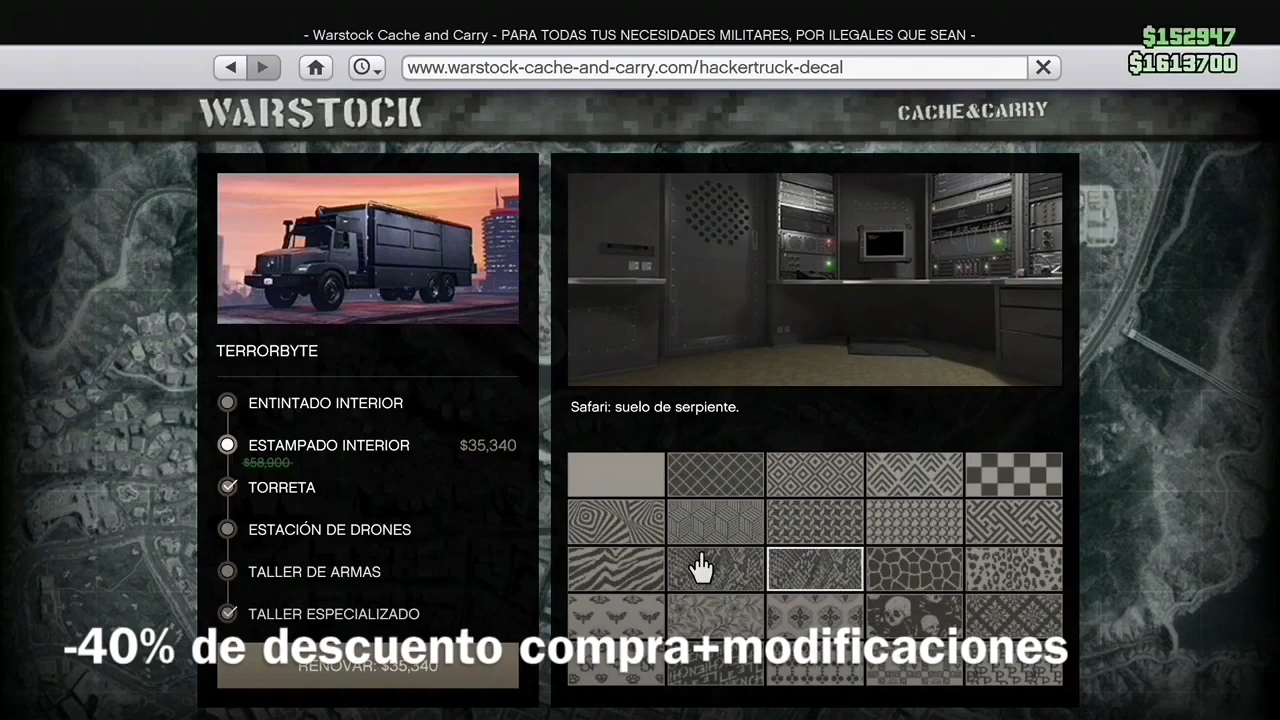 - Warstock Cache and Carry - PARA TODAS TUS NECESIDADES MILITARES, POR ILEGALES QUE SEAN -
$152947
$1613700
www.warstock-cache-and-carry.com/hackertruck-decal
WARSTOCK
CACHE&CARRY
TERRORBYTE
Safari: suelo de serpiente.
ENTINTADO INTERIOR
ESTAMPADO INTERIOR $35,340
$58,900
TORRETA
ESTACIÓN DE DRONES
TALLER DE ARMAS
TALLER ESPECIALIZADO
-40% de descuento compra+modificaciones
RENOVAR: $35,340